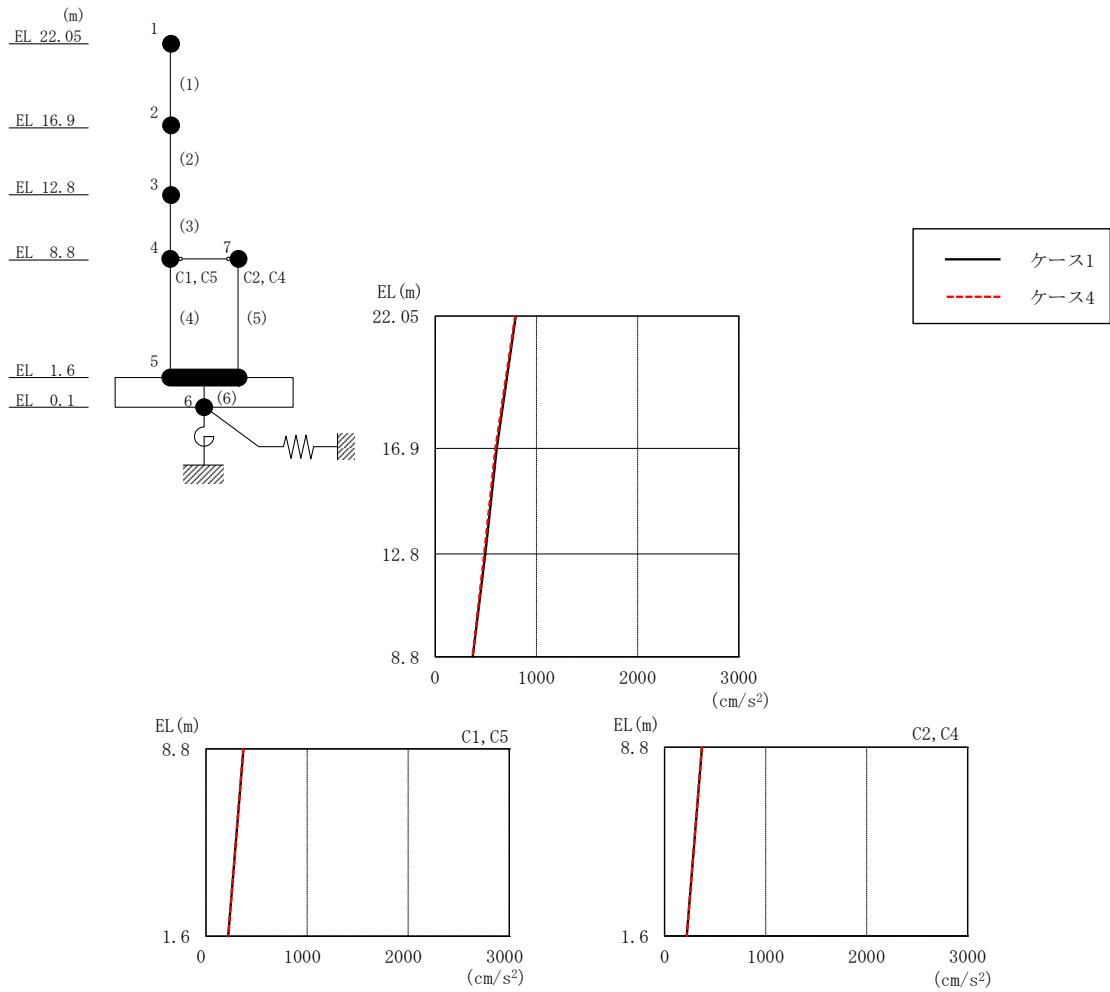 (m)
EL 22.05
1
(1)
EL 16.9
2
(2)
EL 12.8
3
(3)
EL 8.8
4
7
C1, C5
C2, C4
(4)
(5)
EL 1.6
5
EL 0.1
6
(6)
ケース1
ケース4
EL(m)
22.05
16.9
12.8
8.8
0 1000 2000 3000
(cm/s²)
EL(m)
C1, C5
8.8
1.6
0 1000 2000 3000
(cm/s²)
EL(m)
C2, C4
8.8
1.6
0 1000 2000 3000
(cm/s²)